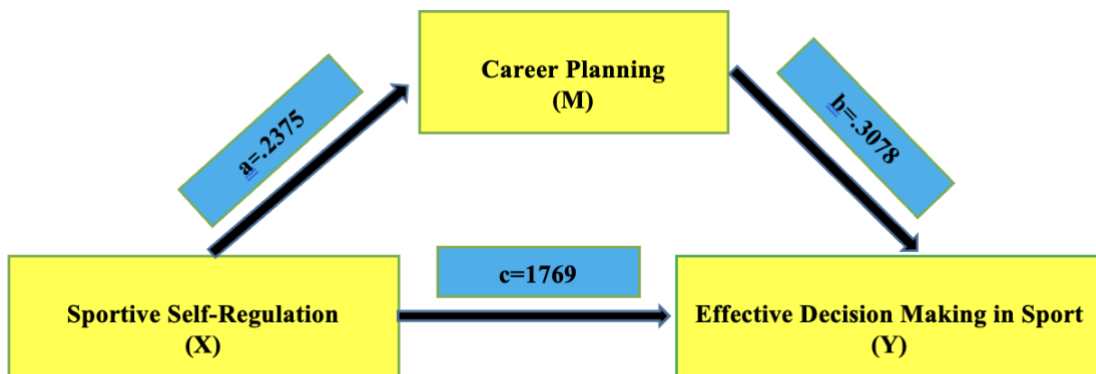 Career Planning
(M)
a=.2375
b=.3078
c=1769
Sportive Self-Regulation
(X)
Effective Decision Making in Sport
(Y)